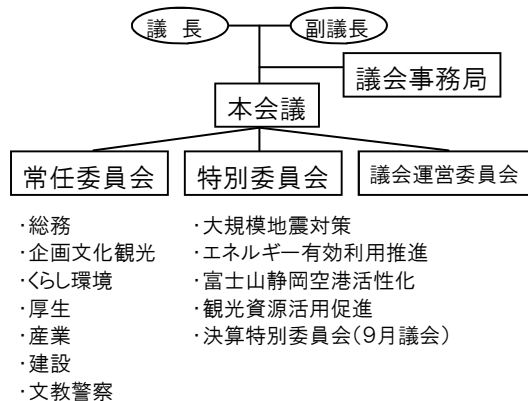 議 長
副議長
議会事務局
本会議
常任委員会
特別委員会
議会運営委員会
・総務
・企画文化観光
・くらし環境
・厚生
・産業
・建設
・文教警察
・大規模地震対策
・エネルギー有効利用推進
・富士山静岡空港活性化
・観光資源活用促進
・決算特別委員会(9月議会)